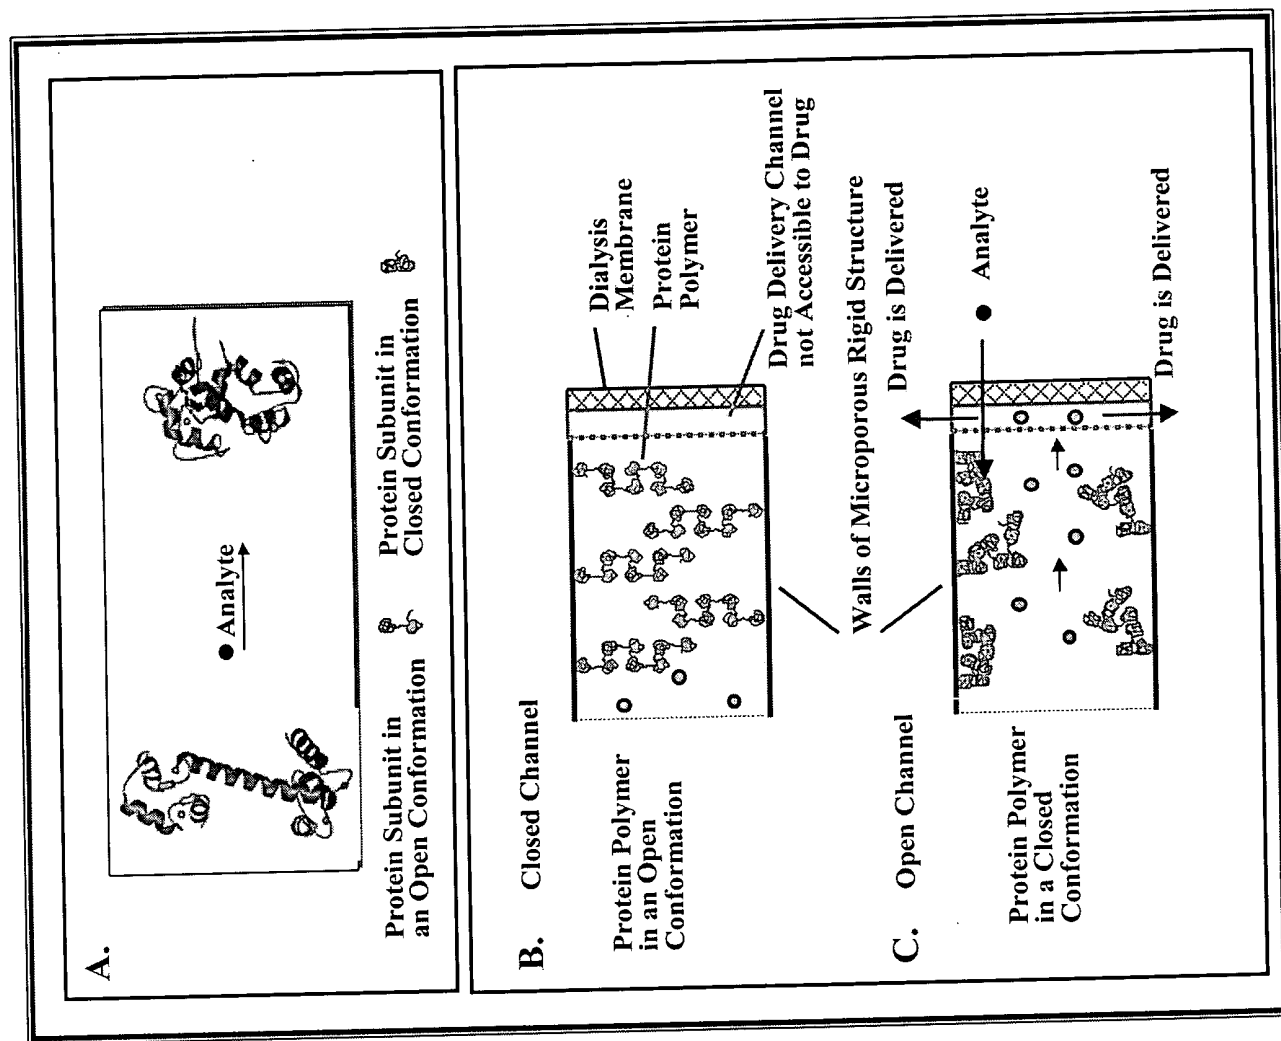 A.
Analyte
Protein Subunit in
an Open Conformation
Protein Subunit in
Closed Conformation
B.
Closed Channel
Protein Polymer
in an Open
Conformation
Dialysis
Membrane
Protein
Polymer
Drug Delivery Channel
not Accessible to Drug
Walls of Microporous Rigid Structure
C.
Open Channel
Protein Polymer
in a Closed
Conformation
Drug is Delivered
Analyte
Drug is Delivered